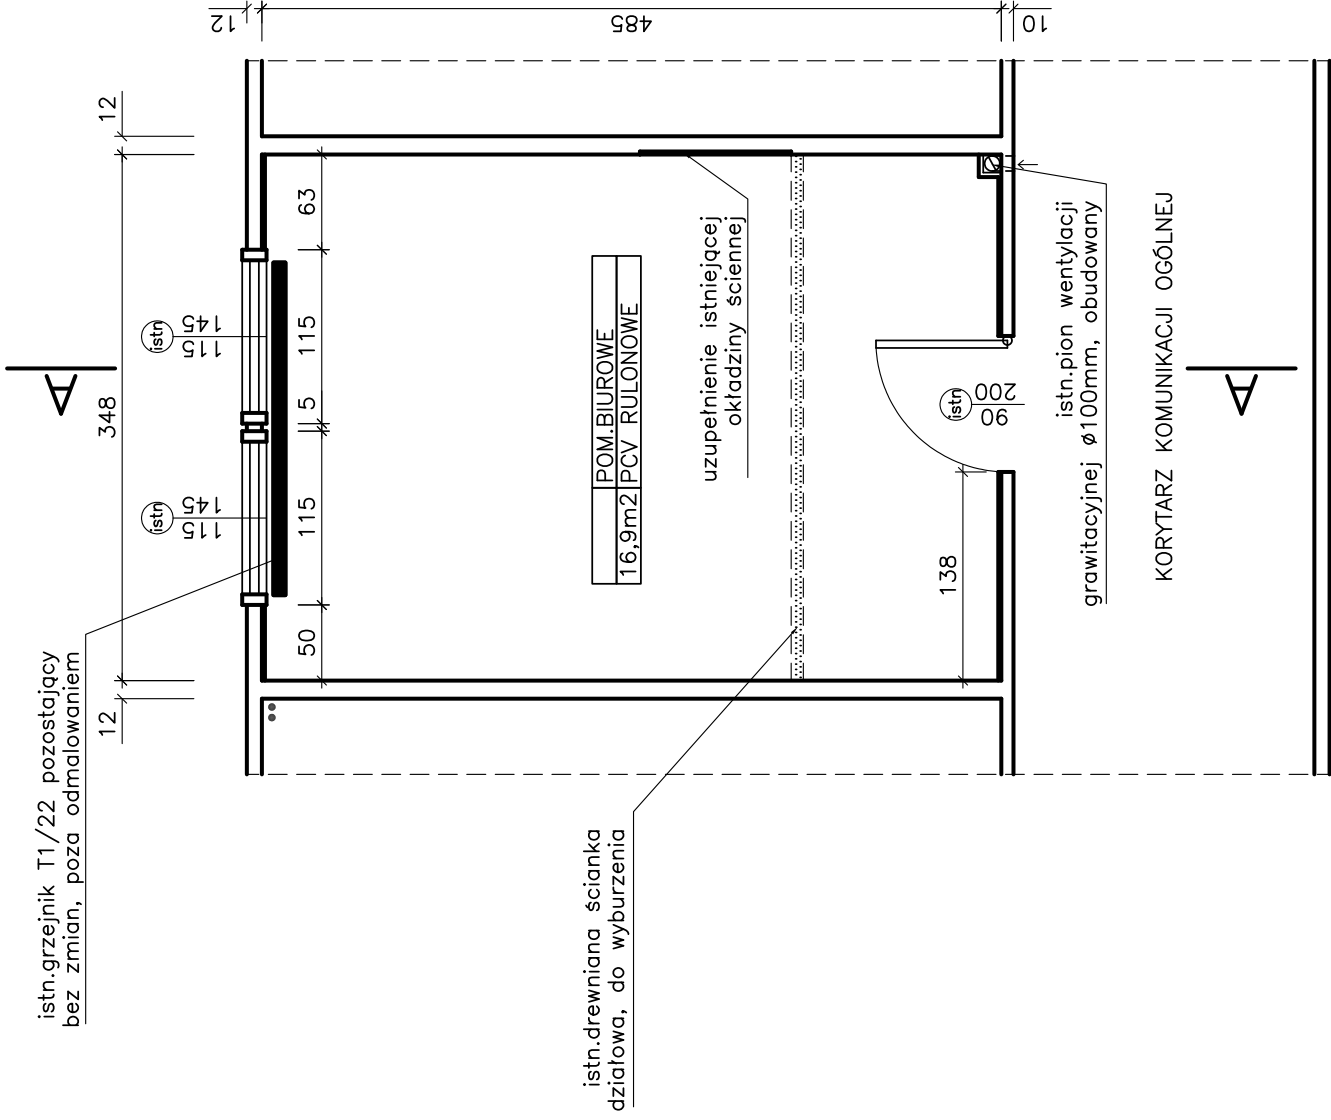 12
485
10
12
348
12
63
115
5
115
50
istn
115
145
istn
115
145
A
A
istn.grzejnik T1/22 pozostający
bez zmian, poza odmalowaniem
POM.BIUROWE
16,9m2 PCV RULONOWE
uzupełnienie istniejącej
okładziny ściennej
istn
90
200
138
istn.pion wentylacji
grawitacyjnej ø100mm, obudowany
KORYTARZ KOMUNIKACJI OGÓLNEJ
istn.drewniana ścianka
działowa, do wyburzenia